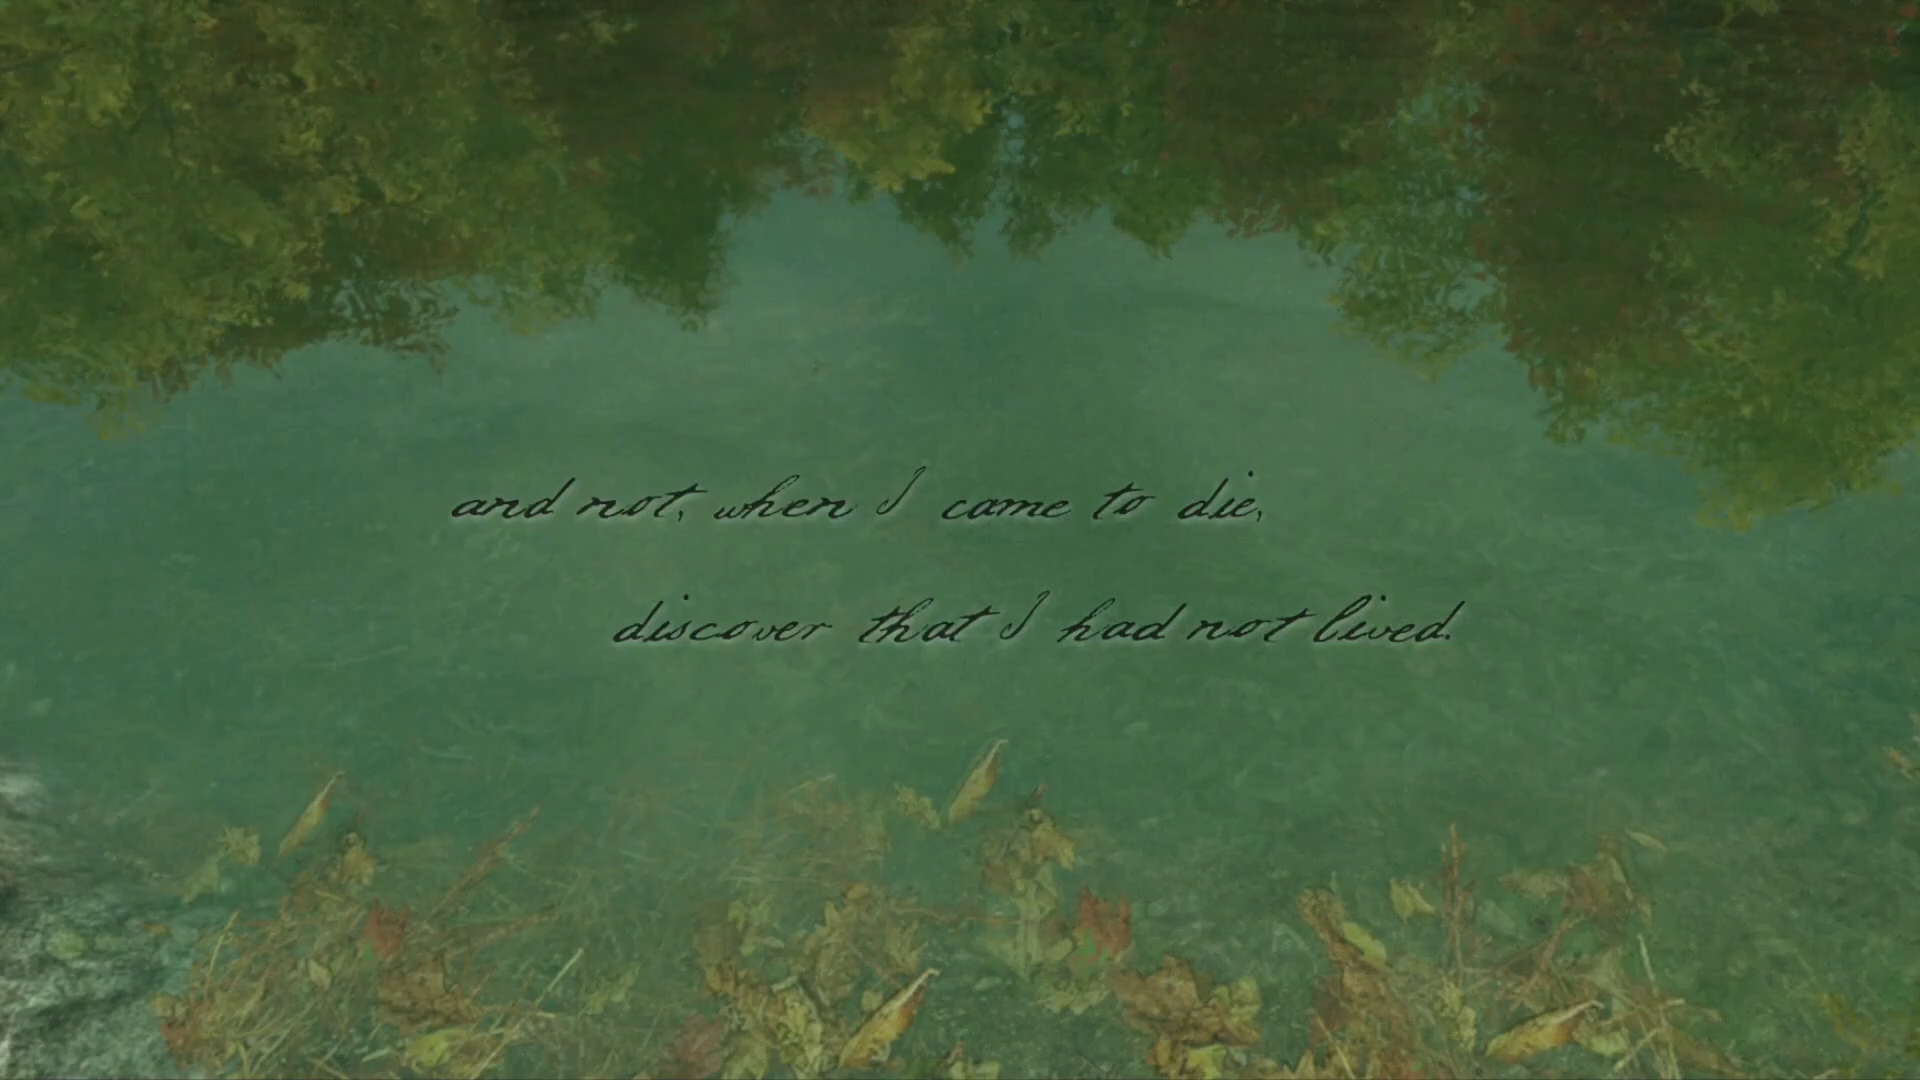 and not, when I came to die,
discover that I had not lived.